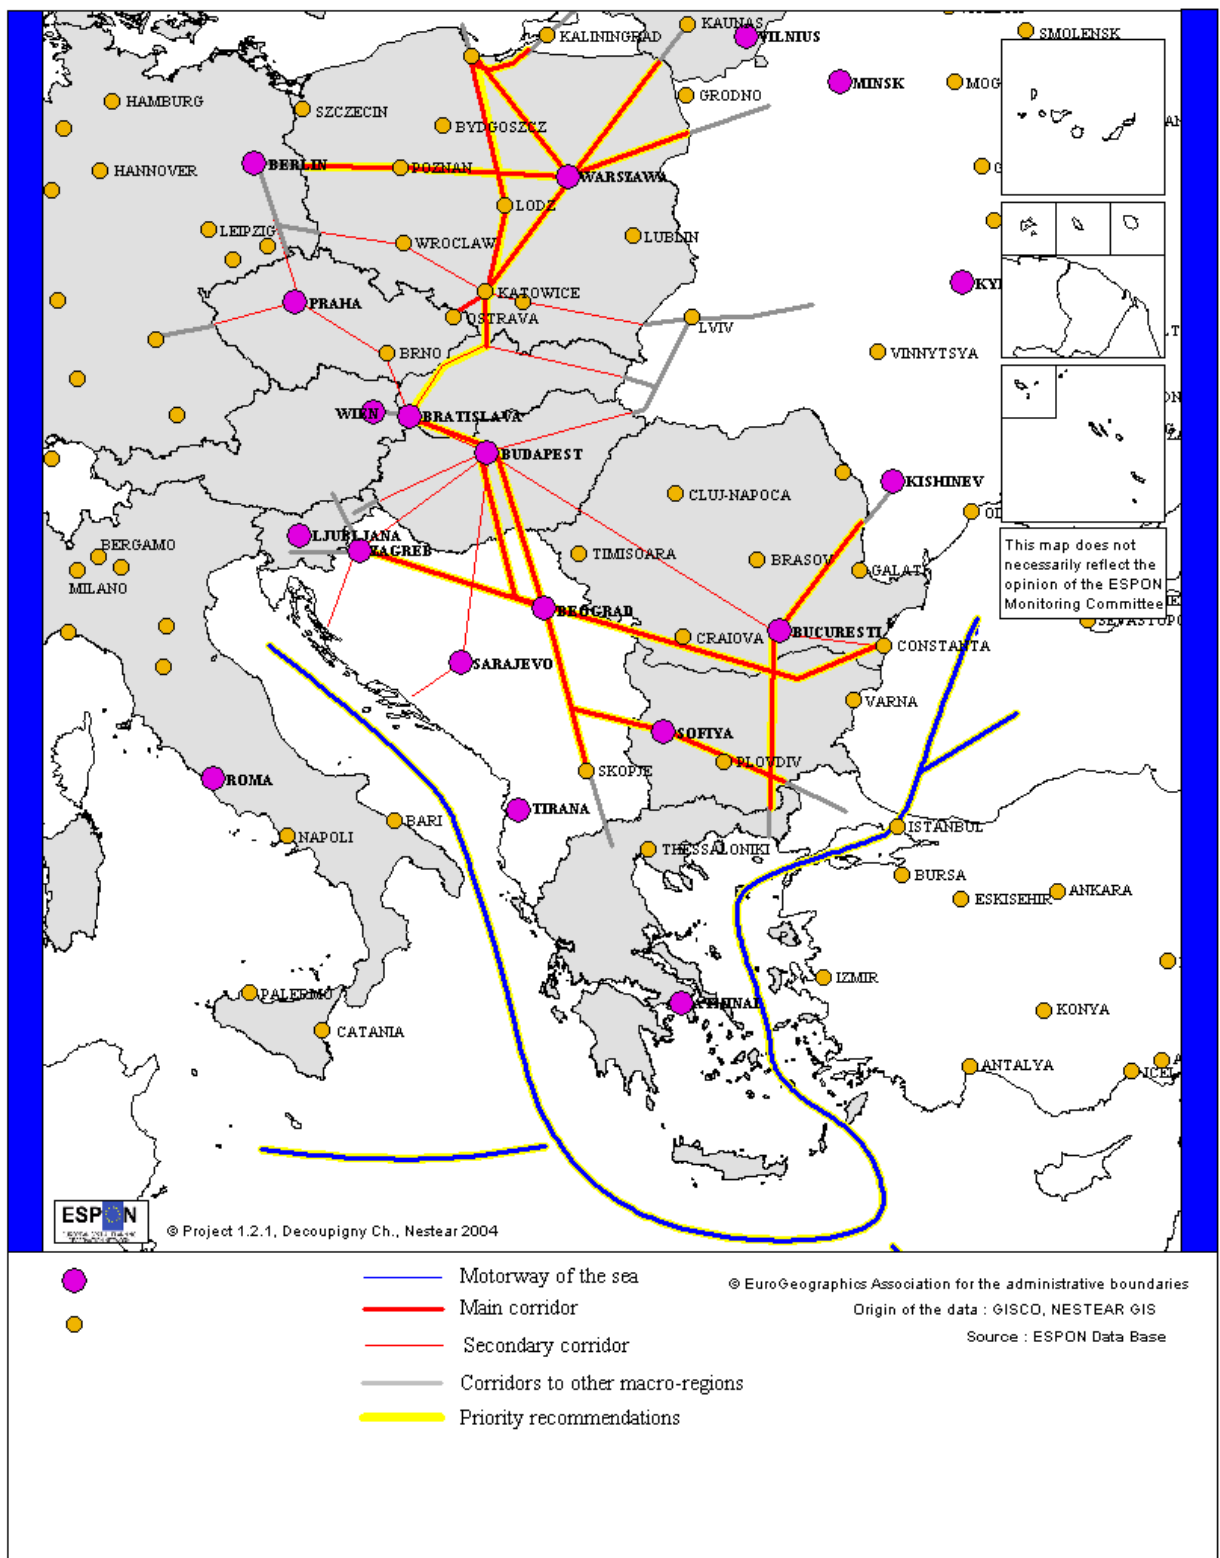 KAUNAS
KALININGRAD
VILNIUS
SMOLENSK
MINSK
MOG
GRODNO
HAMBURG
SZCZECIN
BYDGOSZCZ
HANNOVER
BERLIN
POZNAN
WARSZAWA
LODZ
LEIPZIG
WROCLAW
LUBLIN
KATOWICE
PRAHA
OSTRAVA
LVIV
BRNO
VINNYTSYA
WIEN
BRATISLAVA
BUDAPEST
KISHINEV
CLUJ-NAPOCA
LJUBLJANA
ZAGREB
BERGAMO
TIMISOARA
BRASOV
GALATI
MILANO
This map does not
necessarily reflect the
opinion of the ESPON
Monitoring Committee
BEOGRAD
SEVASTOPO
CRAIOVA
BUCURESTI
CONSTANTA
SARAJEVO
VARNA
SOFIYA
PLOVDIV
SKOPJE
ROMA
TIRANA
BARI
NAPOLI
ISTANBUL
THESSALONIKI
BURSA
ESKISEHIR
ANKARA
IZMIR
PALERMO
ATHINAI
KONYA
CATANIA
ANTALYA
ICEL
ESPON
© Project 1.2.1, Decoupigny Ch., Nestear 2004
Motorway of the sea
Main corridor
Secondary corridor
Corridors to other macro-regions
Priority recommendations
© EuroGeographics Association for the administrative boundaries
Origin of the data : GISCO, NESTEAR GIS
Source : ESPON Data Base